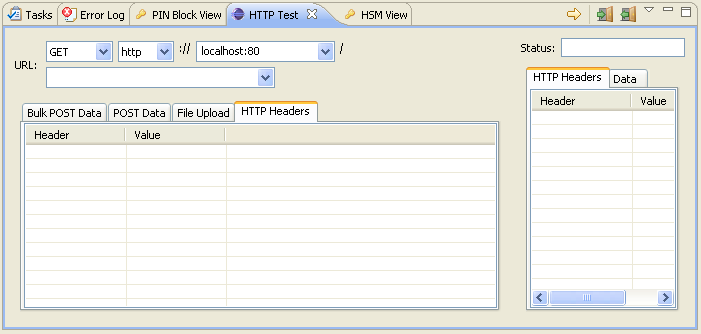 Tasks Error Log PIN Block View HTTP Test HSM View
GET http :// localhost:80 / Status:
URL:
HTTP Headers Data
Header Value
Bulk POST Data POST Data File Upload HTTP Headers
Header Value